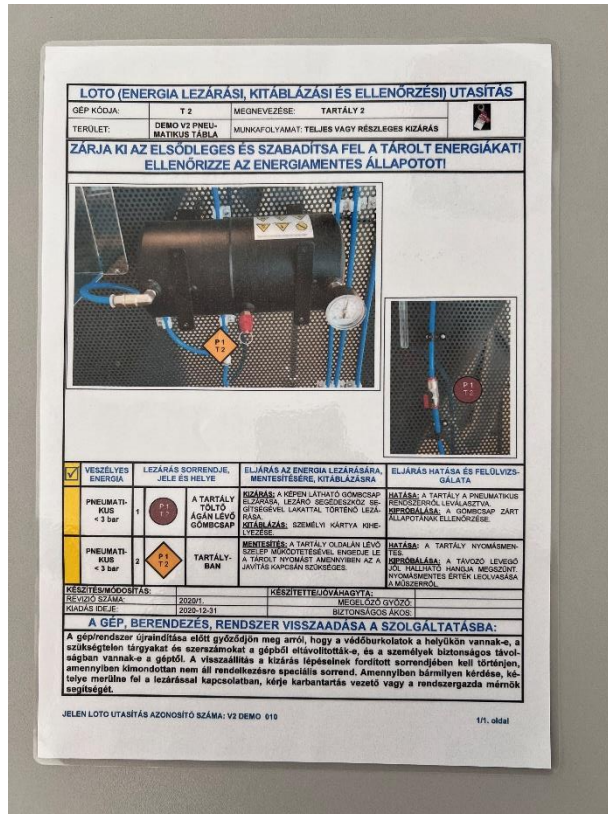 LOTO (ENERGIA LEZÁRÁSI, KITÁBLÁZÁSI ÉS ELLENŐRZÉSI) UTASÍTÁS
GÉP KÓDJA: T 2 MEGNEVEZÉSE: TARTÁLY 2
TERÜLET: DEMO V2 PNEU-
MATIKUS TÁBLA MUNKAFOLYAMAT: TELJES VAGY RÉSZLEGES KIZÁRÁS
ZÁRJA KI AZ ELSŐDLEGES ÉS SZABADÍTSA FEL A TÁROLT ENERGIÁKAT!
ELLENŐRIZZE AZ ENERGIAMENTES ÁLLAPOTOT!
P 1
T 2
P 1
T 2
VESZÉLYES
ENERGIA
LEZÁRÁS SORRENDJE,
JELE ÉS HELYE
ELJÁRÁS AZ ENERGIA LEZÁRÁSÁRA,
MENTESÍTÉSÉRE, KITÁBLÁZÁSRA
ELJÁRÁS HATÁSA ÉS FELÜLVIZS-
GÁLATA
PNEUMATI-
KUS
< 3 bar
1
P 1
T 2
A TARTÁLY
TÖLTŐ
ÁGÁN LÉVŐ
GÖMBCSAP
KIZÁRÁS: A KÉPEN LÁTHATÓ GÖMBCSAP
ELZÁRÁSA, LEZÁRÓ SEGÉDESZKÖZ SE-
GÍTSÉGÉVEL LAKATTAL TÖRTÉNŐ LEZÁ-
RÁSA.
KITÁBLÁZÁS: SZEMÉLYI KÁRTYA KIHE-
LYEZÉSE.
HATÁSA: A TARTÁLY A PNEUMATIKUS
RENDSZERRŐL LEVÁLASZTVA.
KIPRÓBÁLÁSA: A GÖMBCSAP ZÁRT
ÁLLAPOTÁNAK ELLENŐRZÉSE.
PNEUMATI-
KUS
< 3 bar
2
P 1
T 2
TARTÁLY-
BAN
MENTESÍTÉS: A TARTÁLY OLDALÁN LÉVŐ
SZELEP MŰKÖDTETÉSÉVEL ENGEDJE LE
A TÁROLT NYOMÁST AMENNYIBEN AZ A
JAVÍTÁS KAPCSÁN SZÜKSÉGES.
HATÁSA: A TARTÁLY NYOMÁSMEN-
TES.
KIPRÓBÁLÁSA: A TÁVOZÓ LEVEGŐ
JÓL HALLHATÓ HANGJA MEGSZŰNT.
NYOMÁSMENTES ÉRTÉK LEOLVASÁSA
A MŰSZERRŐL.
KÉSZÍTÉS/MÓDOSÍTÁS: KÉSZÍTETTE/JÓVÁHAGYTA:
REVÍZIÓ SZÁMA: 2020/1. MEGELŐZŐ GYŐZŐ:
KIADÁS IDEJE: 2020-12-31 BIZTONSÁGOS ÁKOS:
A GÉP, BERENDEZÉS, RENDSZER VISSZAADÁSA A SZOLGÁLTATÁSBA:
A gép/rendszer újraindítása előtt győződjön meg arról, hogy a védőburkolatok a helyükön vannak-e, a
szükségtelen tárgyakat és szerszámokat a gépből eltávolították-e, és a személyek biztonságos távol-
ságban vannak-e a géptől. A visszaállítás a kizárás lépéseinek fordított sorrendjében kell történjen,
amennyiben kimondottan nem áll rendelkezésre speciális sorrend. Amennyiben bármilyen kérdése, ké-
telye merülne fel a lezárással kapcsolatban, kérje karbantartás vezető vagy a rendszergazda mérnök
segítségét.
JELEN LOTO UTASÍTÁS AZONOSÍTÓ SZÁMA: V2 DEMO 010 1/1. oldal